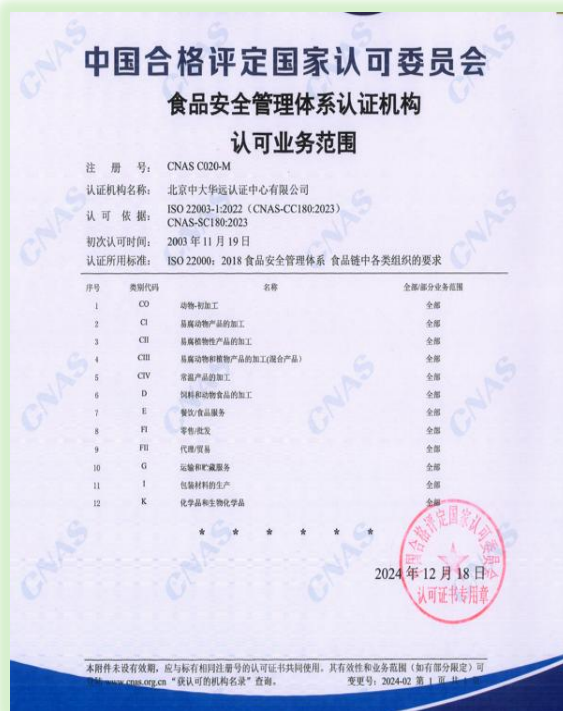 中国合格评定国家认可委员会
食品安全管理体系认证机构
认可业务范围
注 册 号： CNAS C020-M
认证机构名称： 北京中大华远认证中心有限公司
认 可 依 据： ISO 22003-1:2022（CNAS-CC180:2023）
CNAS-SC180:2023
初次认可时间： 2003 年 11 月 19 日
认证所用标准： ISO 22000：2018 食品安全管理体系 食品链中各类组织的要求
序号 类别代码 名称 全部/部分业务范围
1 CO 动物-初加工 全部
2 CI 易腐动物产品的加工 全部
3 CII 易腐植物性产品的加工 全部
4 CIII 易腐动物和植物产品的加工(混合产品） 全部
5 CIV 常温产品的加工 全部
6 D 饲料和动物食品的加工 全部
7 E 餐饮/食品服务 全部
8 FI 零售/批发 全部
9 FII 代理/贸易 全部
10 G 运输和贮藏服务 全部
11 I 包装材料的生产 全部
12 K 化学品和生物化学品 全部
* * * * * *
2024 年 12 月 18 日
中国合格评定国家认可委员会
认可证书专用章
本附件未设有效期，应与标有相同注册号的认可证书共同使用。其有效性和业务范围（如有部分限定）可
www.cnas.org.cn “获认可的机构名录”查询。 变更号：2024-02 第 1 页 共 1 页
CNAS